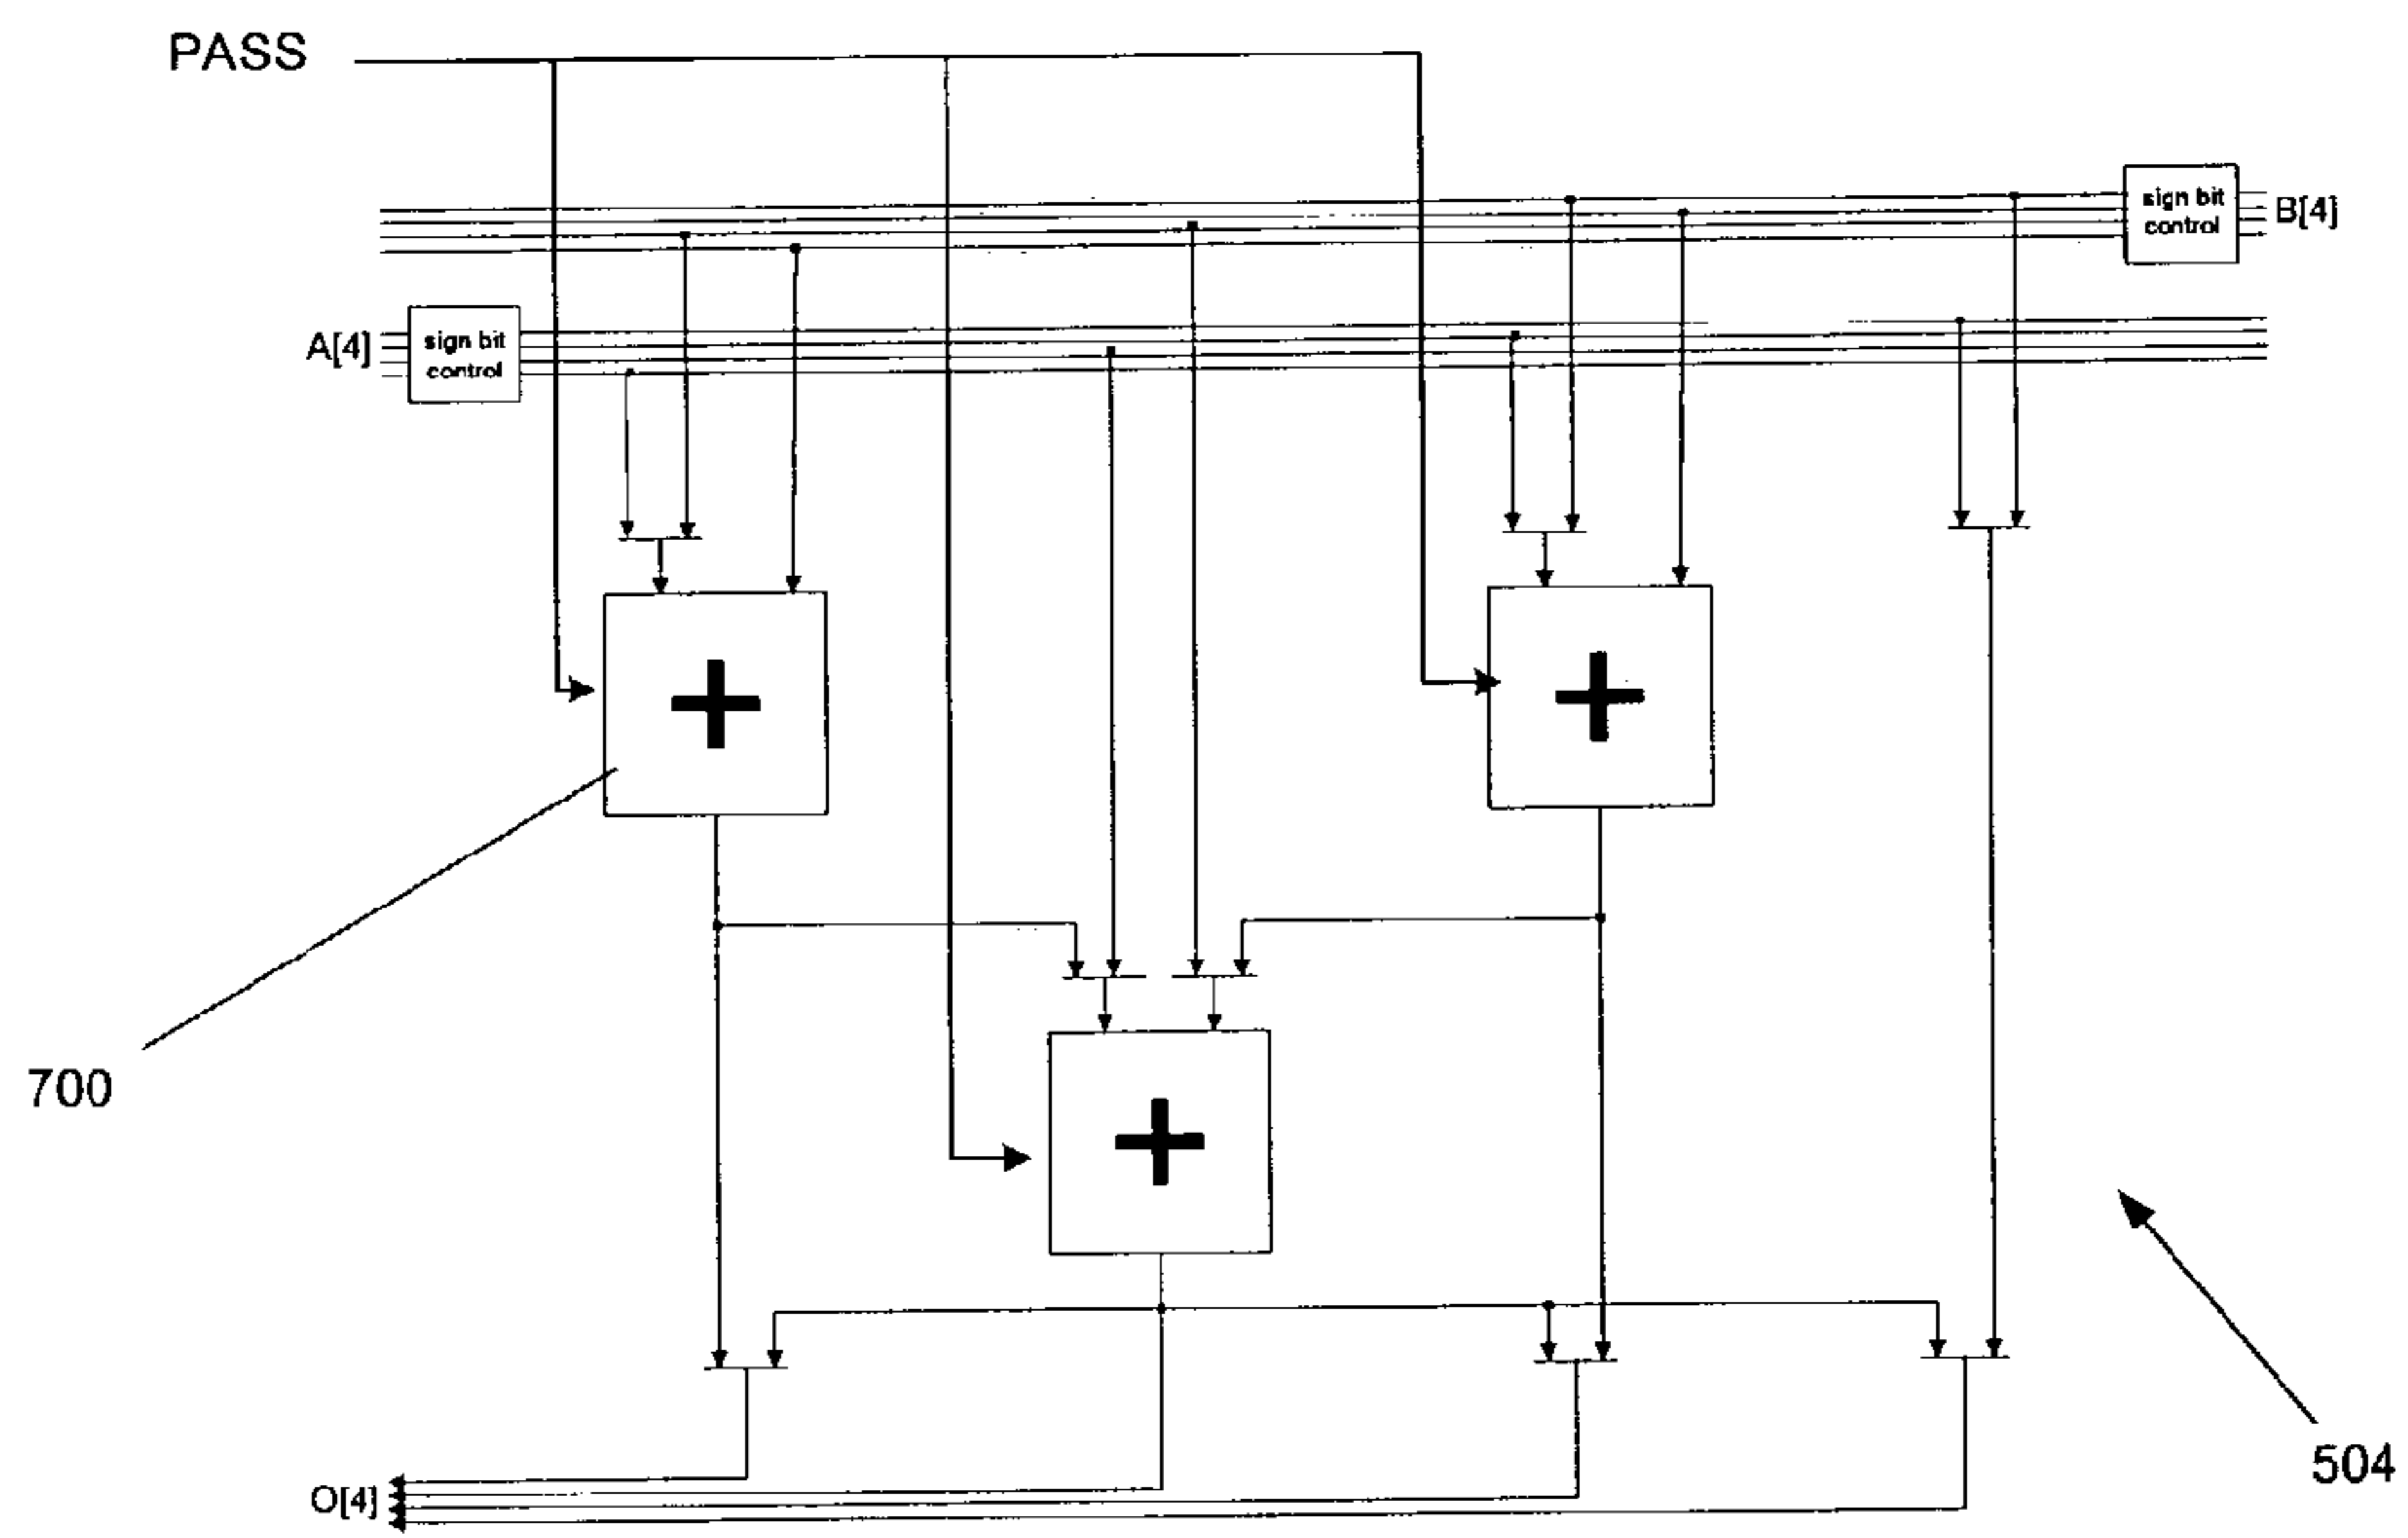 PASS
sign bit
control
B[4]
A[4]
sign bit
control
700
504
O[4]